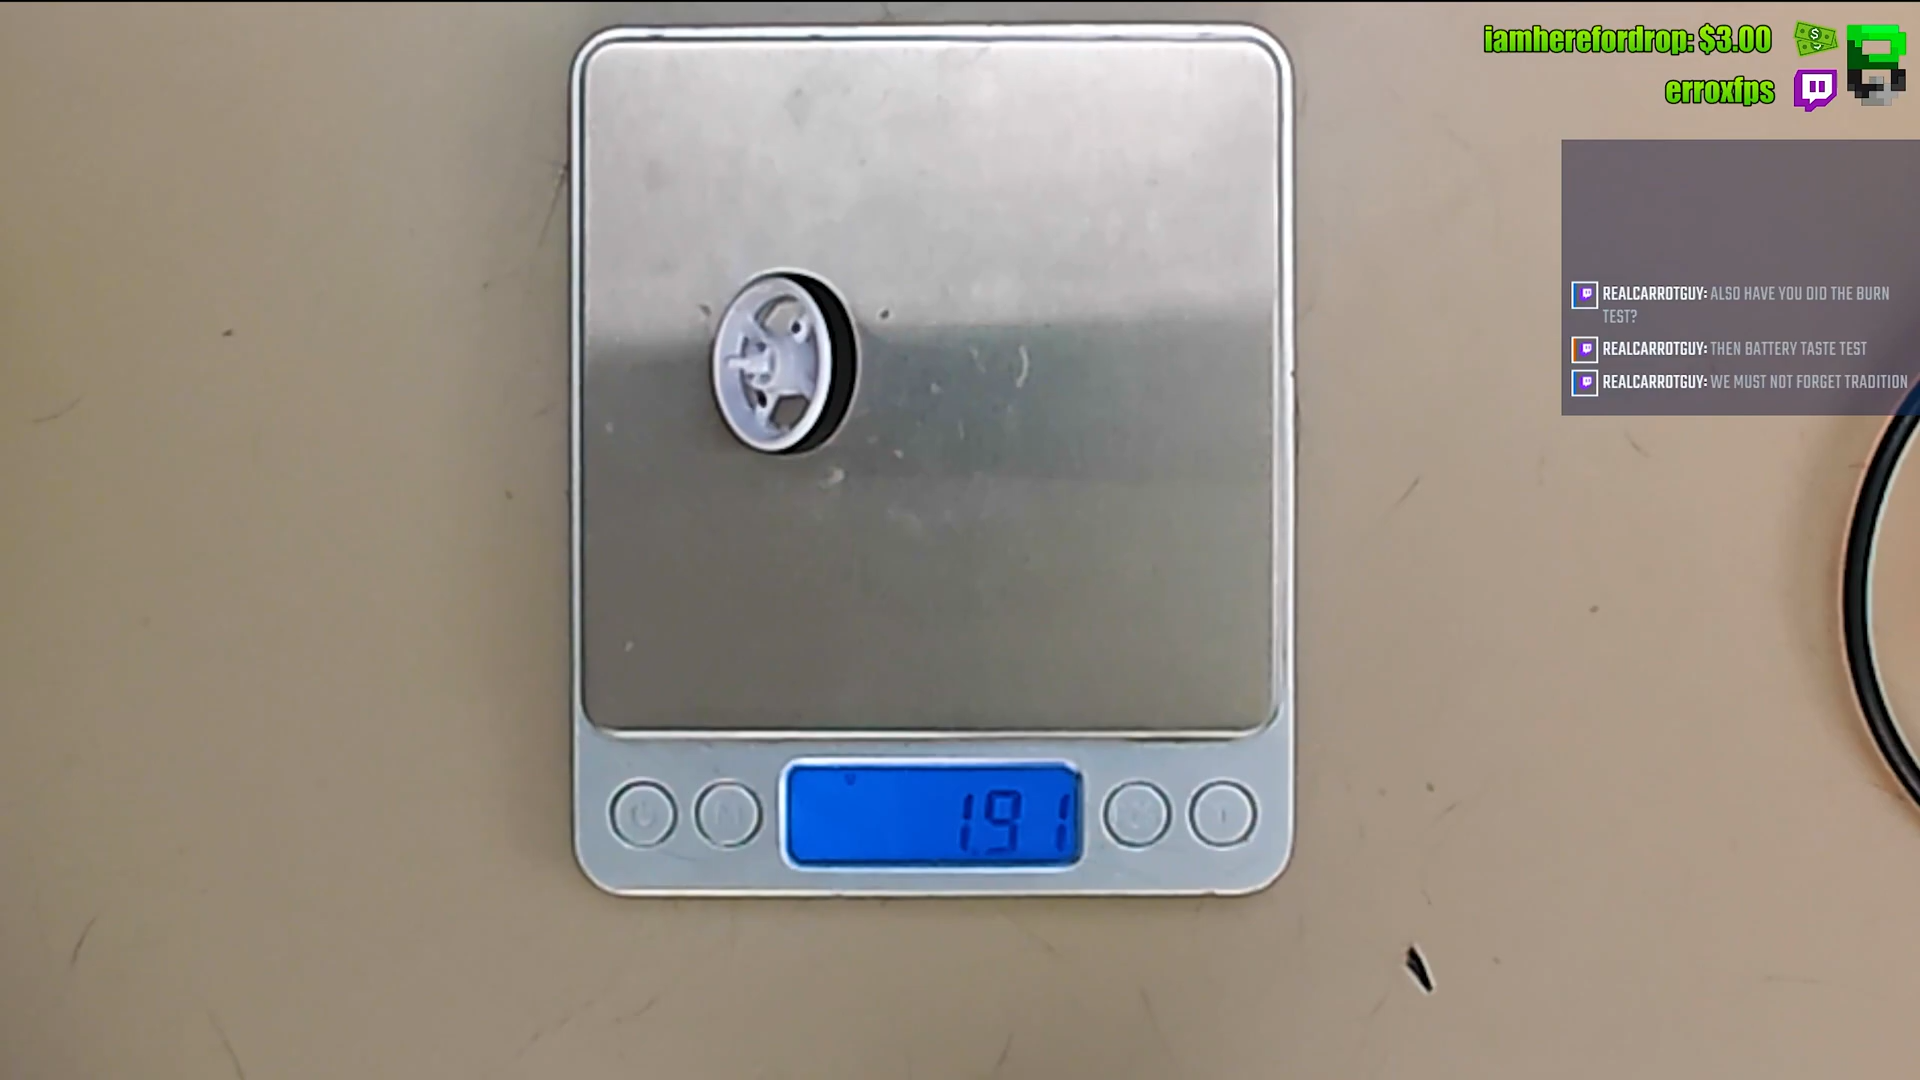 iamherefordrop: $3.00
erroxfps
REALCARROTGUY: ALSO HAVE YOU DID THE BURN
TEST?
REALCARROTGUY: THEN BATTERY TASTE TEST
REALCARROTGUY: WE MUST NOT FORGET TRADITION
1.91